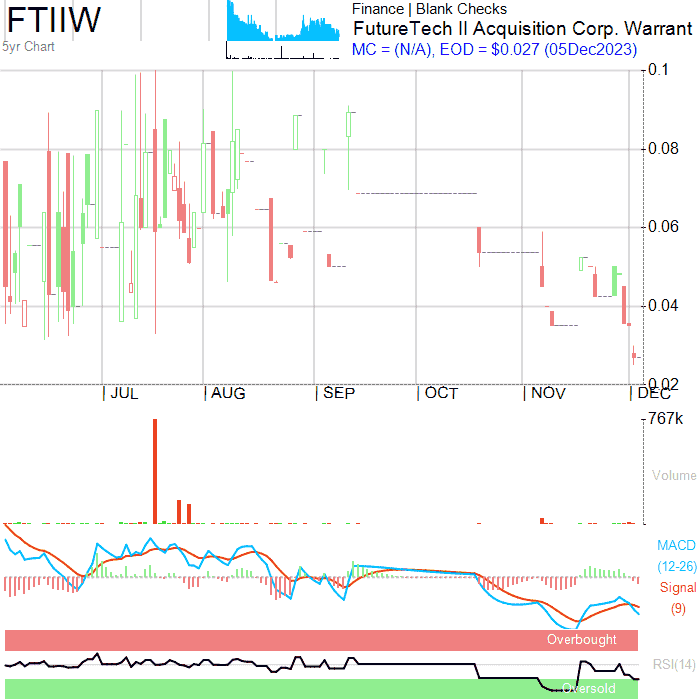 FTIIW
5yr Chart
Finance | Blank Checks
FutureTech II Acquisition Corp. Warrant
MC = (N/A), EOD = $0.027 (05Dec2023)
0.1
0.08
0.06
0.04
0.02
JUL
AUG
SEP
OCT
NOV
DEC
767k
Volume
MACD
(12-26)
Signal
(9)
Overbought
RSI(14)
Oversold